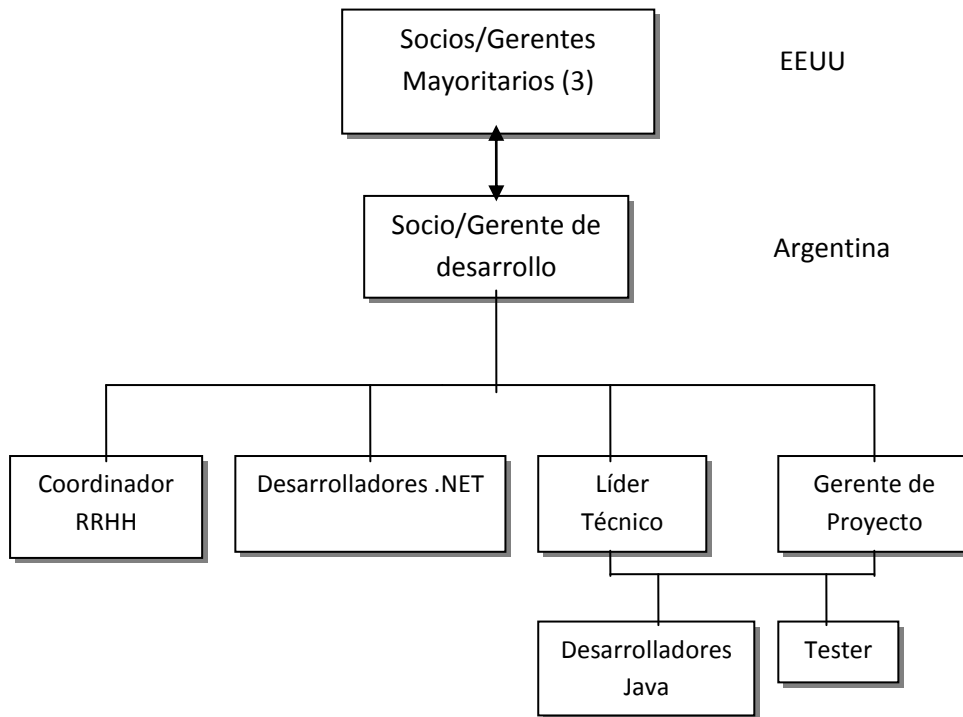 Socios/Gerentes
Mayoritarios (3)
EEUU
Socio/Gerente de
desarrollo
Argentina
Coordinador
RRHH
Desarrolladores .NET
Líder
Técnico
Gerente de
Proyecto
Desarrolladores
Java
Tester